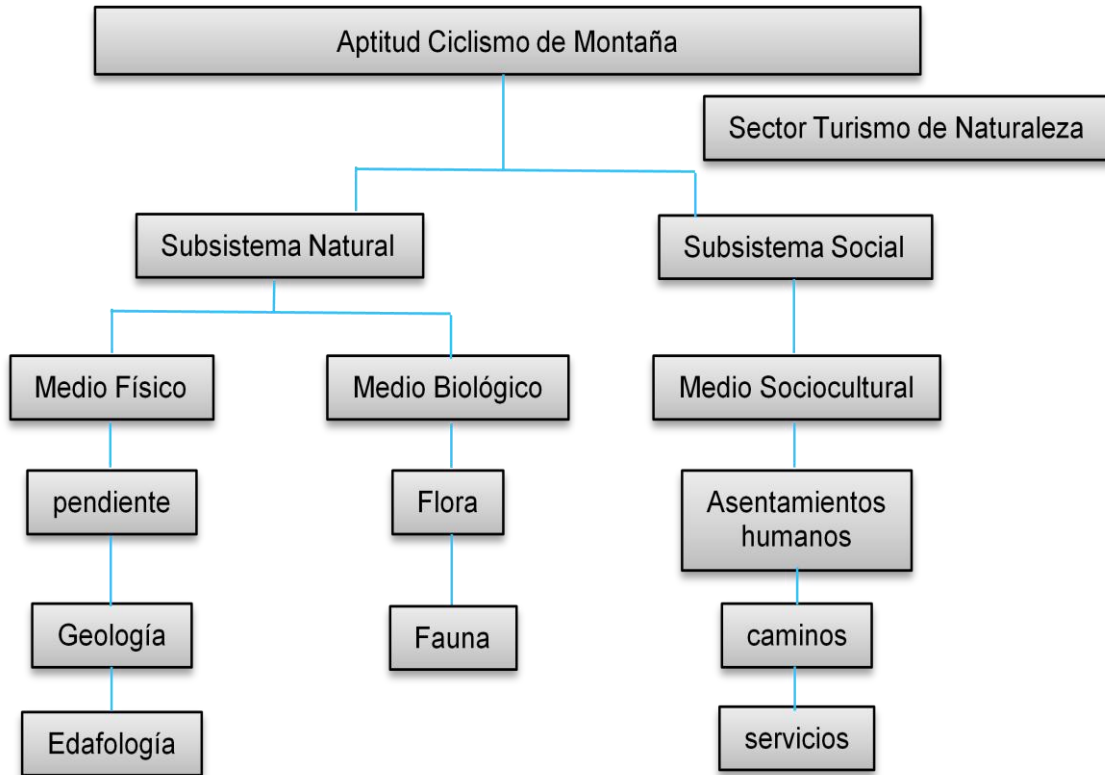 Aptitud Ciclismo de Montaña
Sector Turismo de Naturaleza
Subsistema Natural
Subsistema Social
Medio Físico
Medio Biológico
Medio Sociocultural
pendiente
Flora
Asentamientos
humanos
Geología
Fauna
caminos
Edafología
servicios